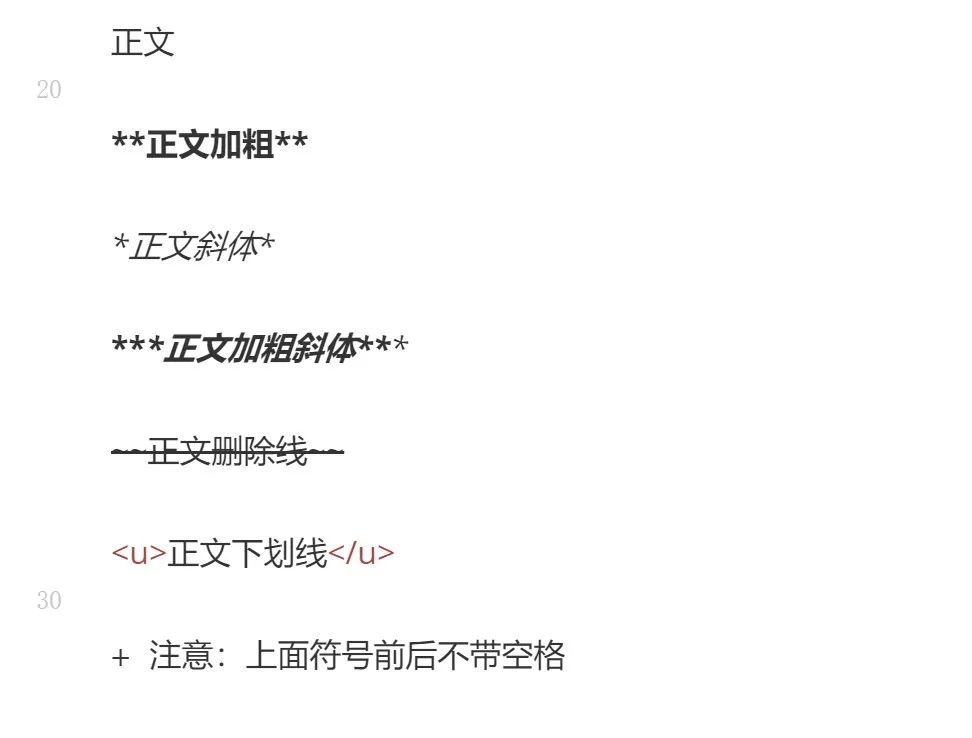 正文
20
**正文加粗**
*正文斜体*
***正文加粗斜体***
~~正文删除线~~
<u>正文下划线</u>
30
+ 注意：上面符号前后不带空格